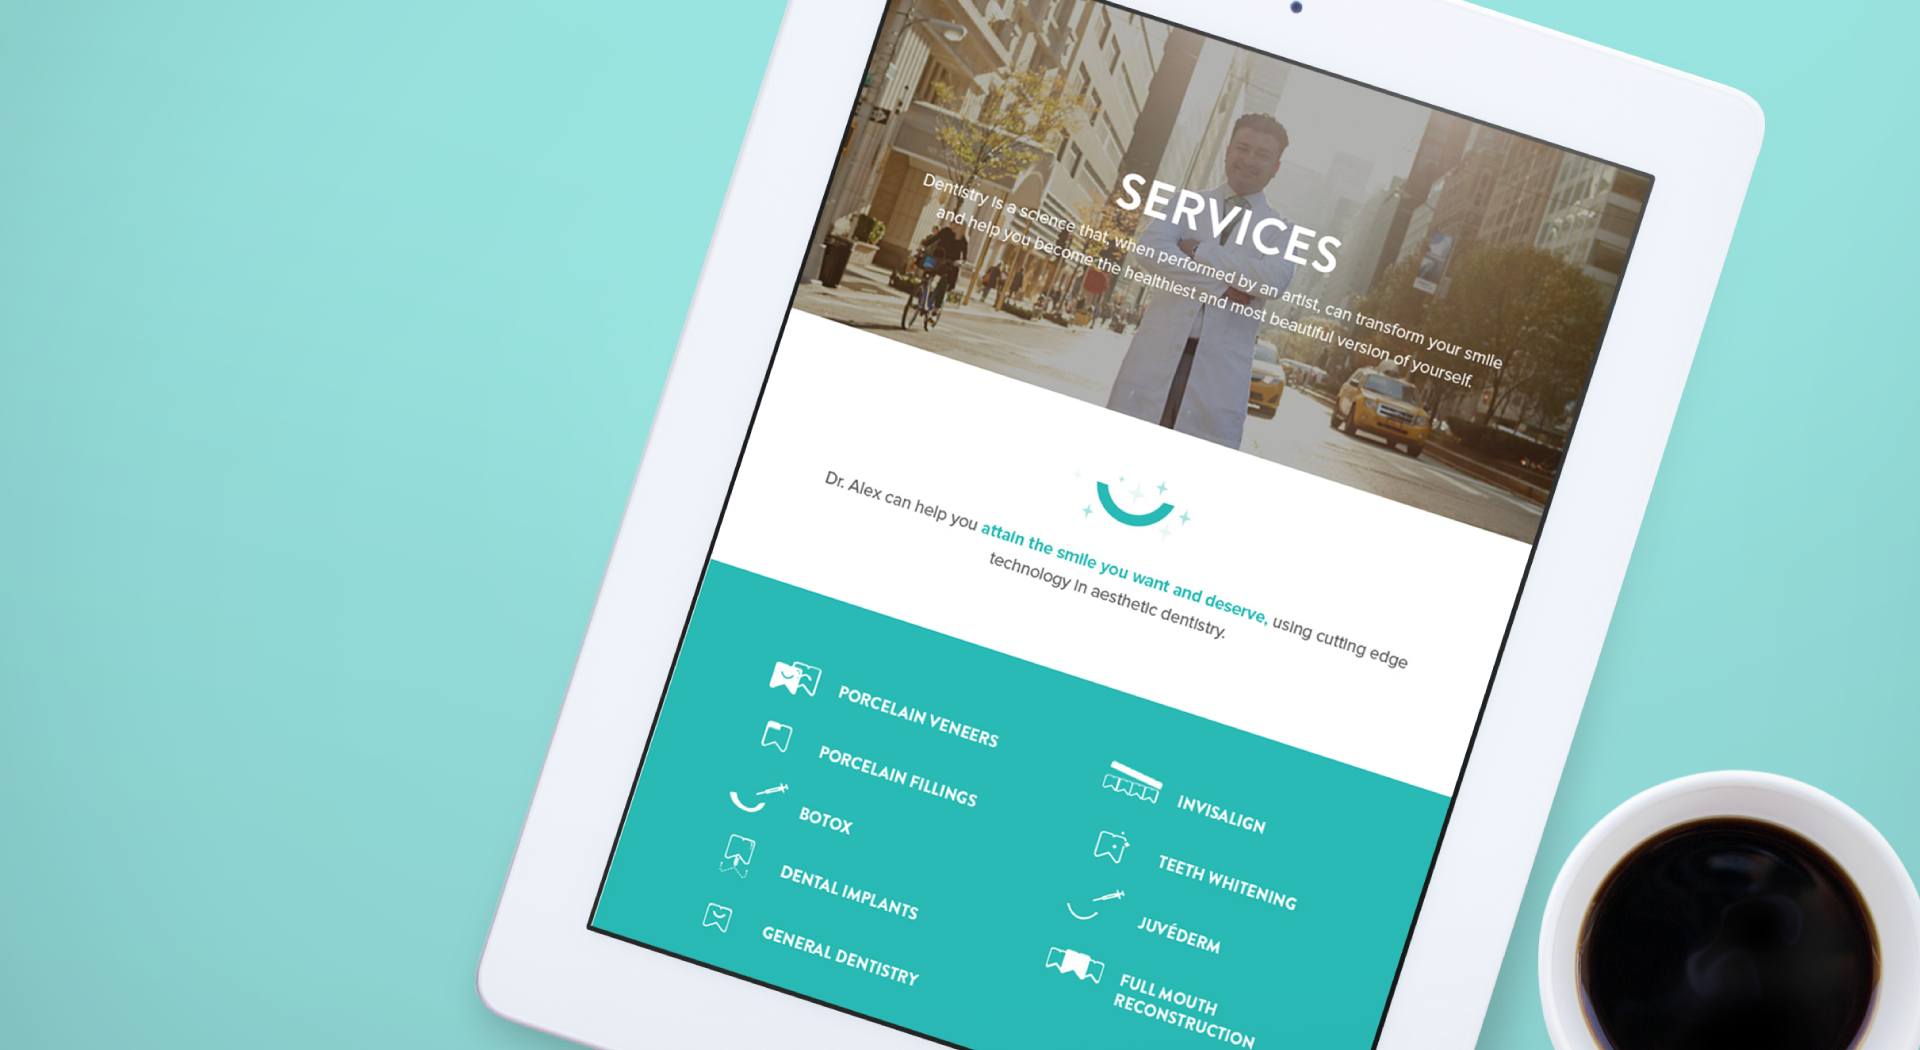 SERVICES
Dentistry is a science that, when performed by an artist, can transform your smile
and help you become the healthiest and most beautiful version of yourself.
Dr. Alex can help you attain the smile you want and deserve, using cutting edge
technology in aesthetic dentistry.
PORCELAIN VENEERS
PORCELAIN FILLINGS
BOTOX
DENTAL IMPLANTS
GENERAL DENTISTRY
INVISALIGN
TEETH WHITENING
JUVÉDERM
FULL MOUTH
RECONSTRUCTION